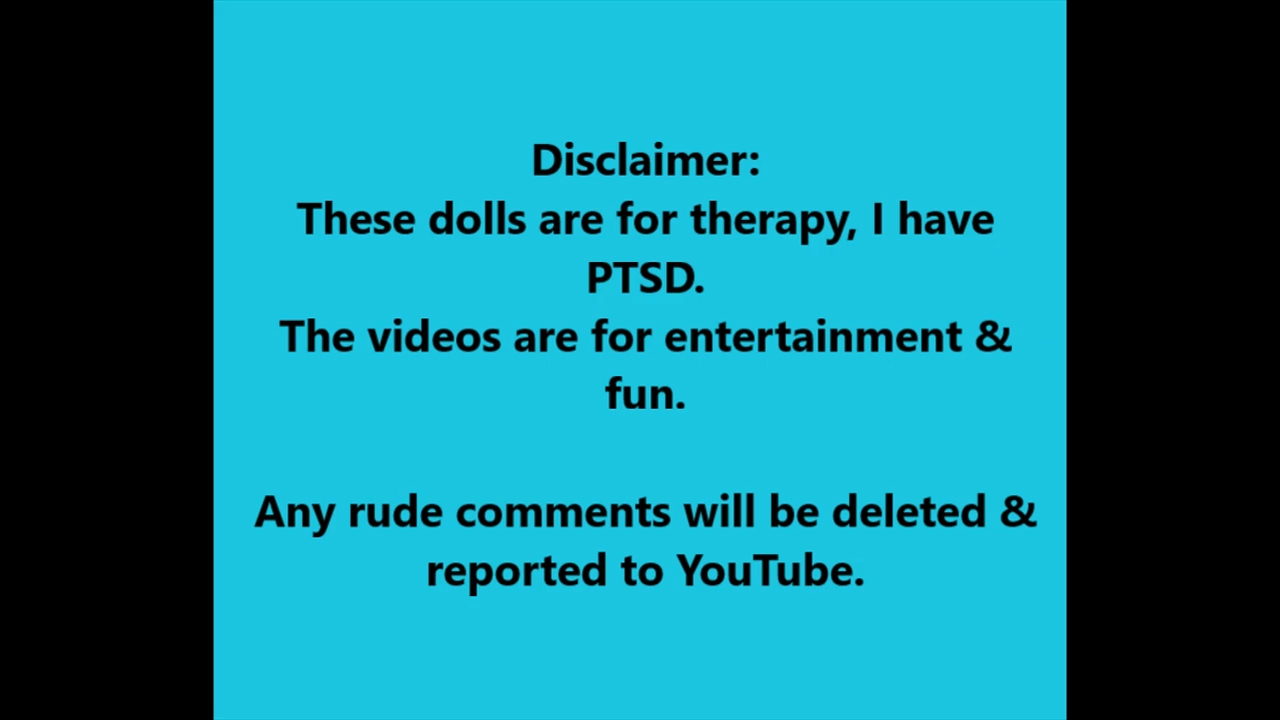 Disclaimer:
These dolls are for therapy, I have
PTSD.
The videos are for entertainment &
fun.
Any rude comments will be deleted &
reported to YouTube.